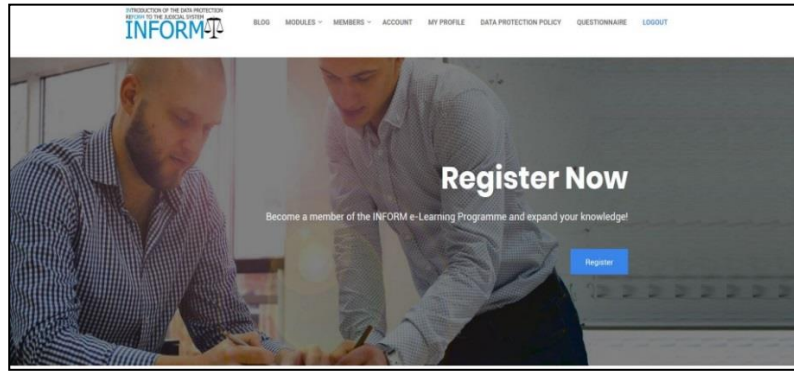 INTRODUCTION OF THE DATA PROTECTION
REFORM TO THE JUDICIAL SYSTEM
INFORM
BLOG MODULES MEMBERS ACCOUNT MY PROFILE DATA PROTECTION POLICY QUESTIONNAIRE LOGOUT
Register Now
Become a member of the INFORM e-Learning Programme and expand your knowledge!
Register